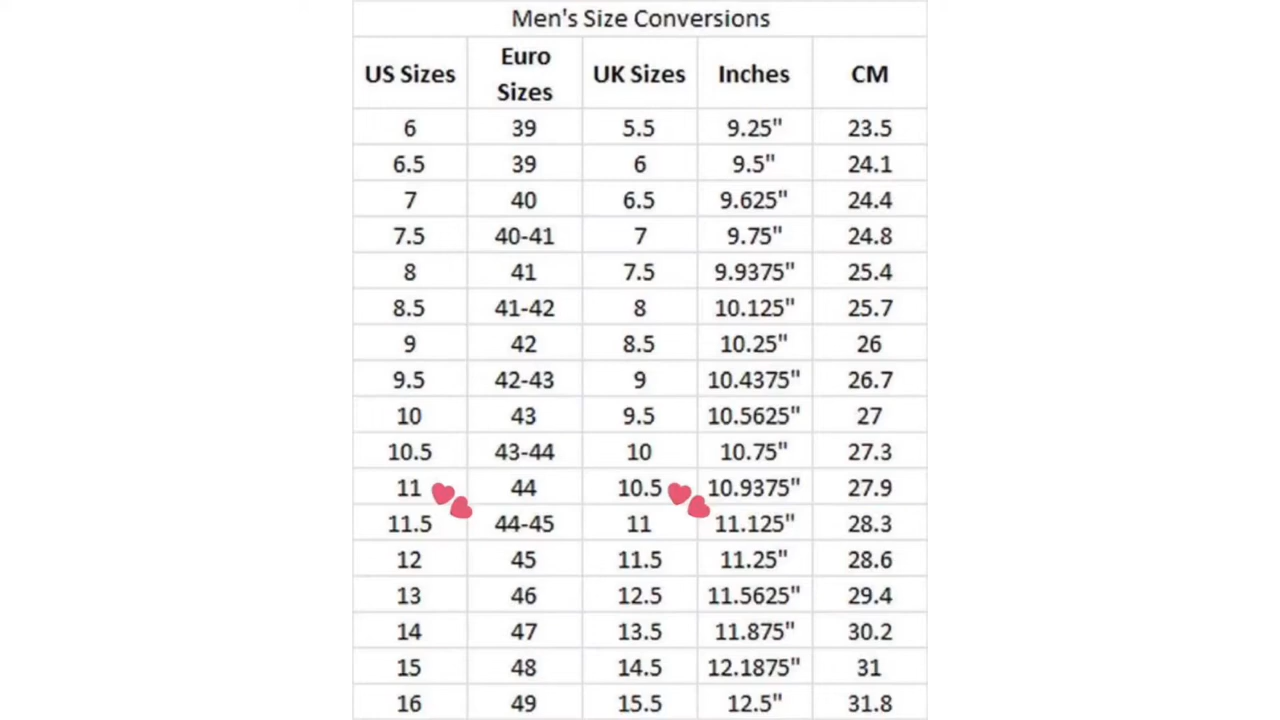 Men's Size Conversions
US Sizes Euro Sizes UK Sizes Inches CM
6 39 5.5 9.25" 23.5
6.5 39 6 9.5" 24.1
7 40 6.5 9.625" 24.4
7.5 40-41 7 9.75" 24.8
8 41 7.5 9.9375" 25.4
8.5 41-42 8 10.125" 25.7
9 42 8.5 10.25" 26
9.5 42-43 9 10.4375" 26.7
10 43 9.5 10.5625" 27
10.5 43-44 10 10.75" 27.3
11 44 10.5 10.9375" 27.9
11.5 44-45 11 11.125" 28.3
12 45 11.5 11.25" 28.6
13 46 12.5 11.5625" 29.4
14 47 13.5 11.875" 30.2
15 48 14.5 12.1875" 31
16 49 15.5 12.5" 31.8